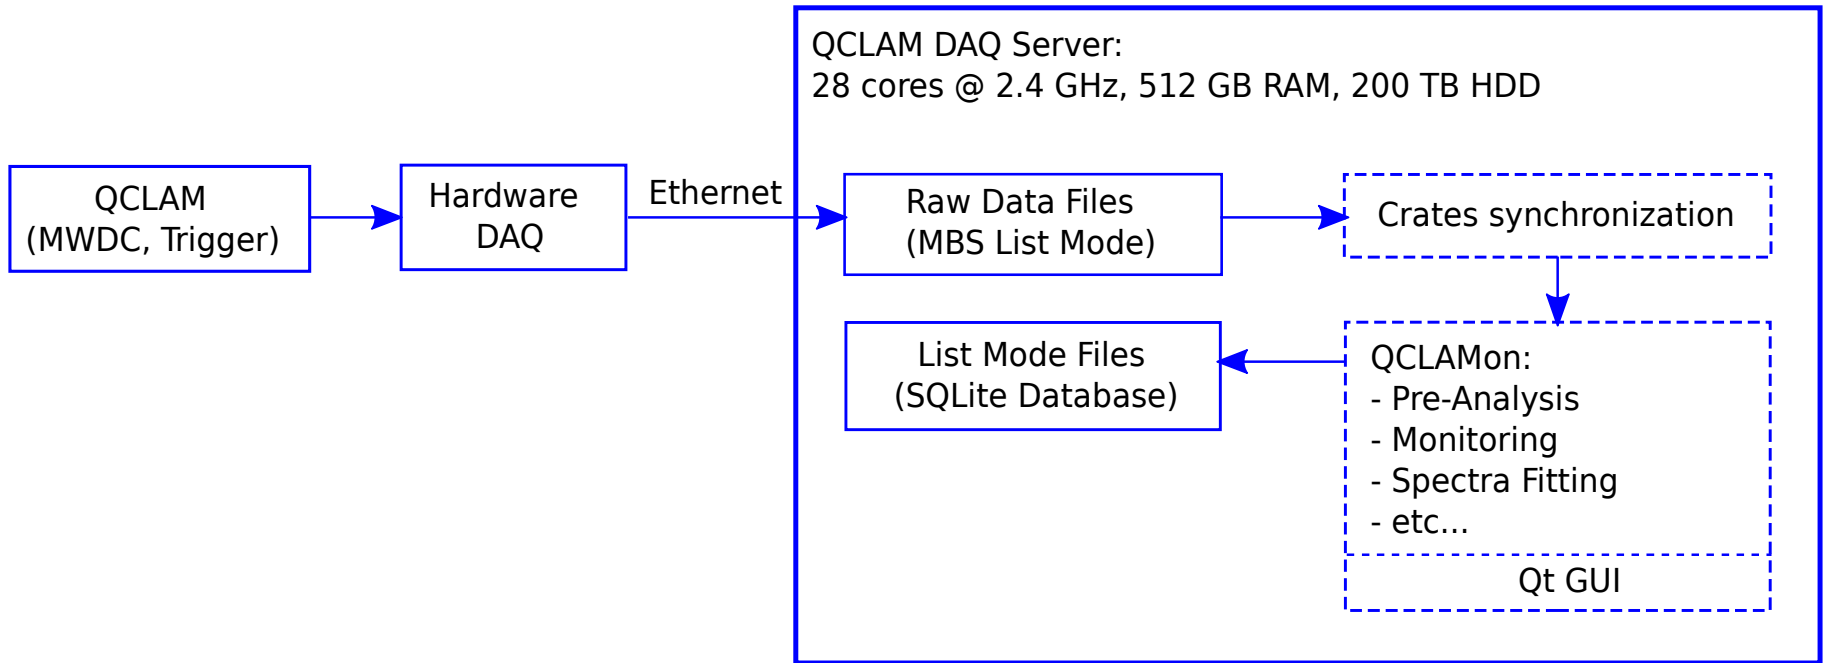 QCLAM DAQ Server:
28 cores @ 2.4 GHz, 512 GB RAM, 200 TB HDD
QCLAM
(MWDC, Trigger)
Hardware
DAQ
Ethernet
Raw Data Files
(MBS List Mode)
Crates synchronization
List Mode Files
(SQLite Database)
QCLAMon:
- Pre-Analysis
- Monitoring
- Spectra Fitting
- etc...
Qt GUI